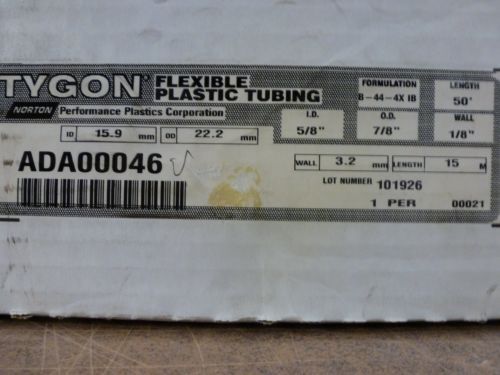 TYGON® FLEXIBLE PLASTIC TUBING
NORTON Performance Plastics Corporation
FORMULATION LENGTH
B-44-4X IB 50'
I.D. O.D. WALL
5/8" 7/8" 1/8"
ID 15.9 mm OD 22.2 mm
WALL 3.2 mm LENGTH 15 M
ADA00046
LOT NUMBER 101926
1 PER 00021